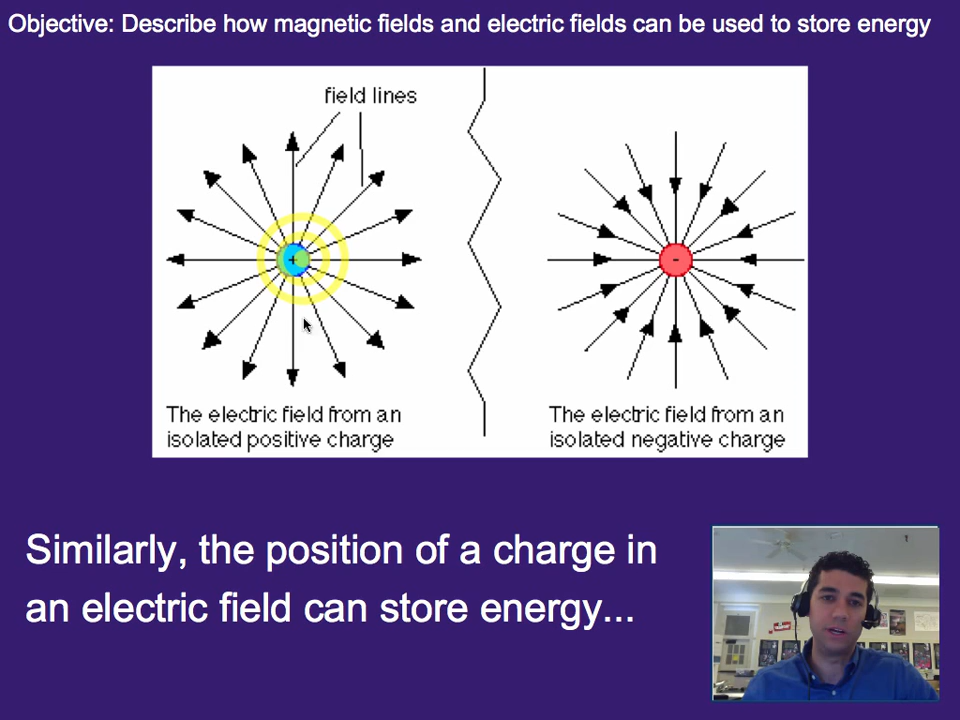 Objective: Describe how magnetic fields and electric fields can be used to store energy
field lines
+
-
The electric field from an
isolated positive charge
The electric field from an
isolated negative charge
Similarly, the position of a charge in
an electric field can store energy...